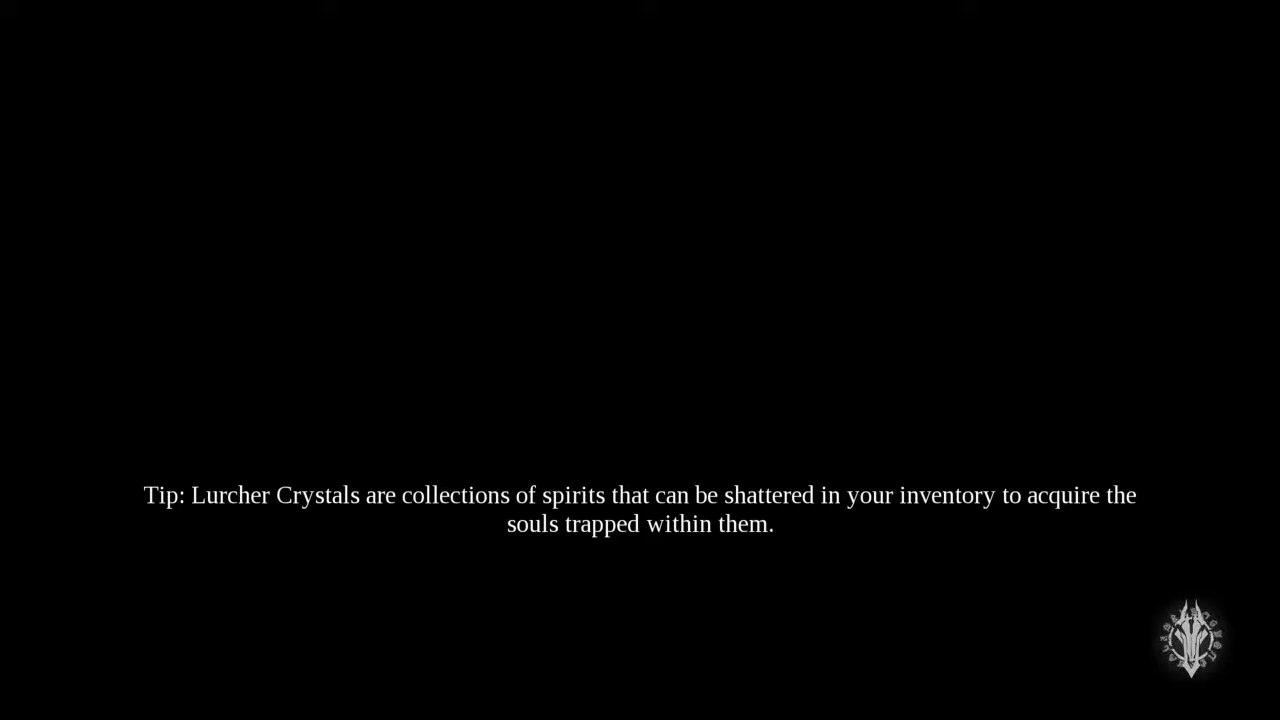 Tip: Lurcher Crystals are collections of spirits that can be shattered in your inventory to acquire the
souls trapped within them.